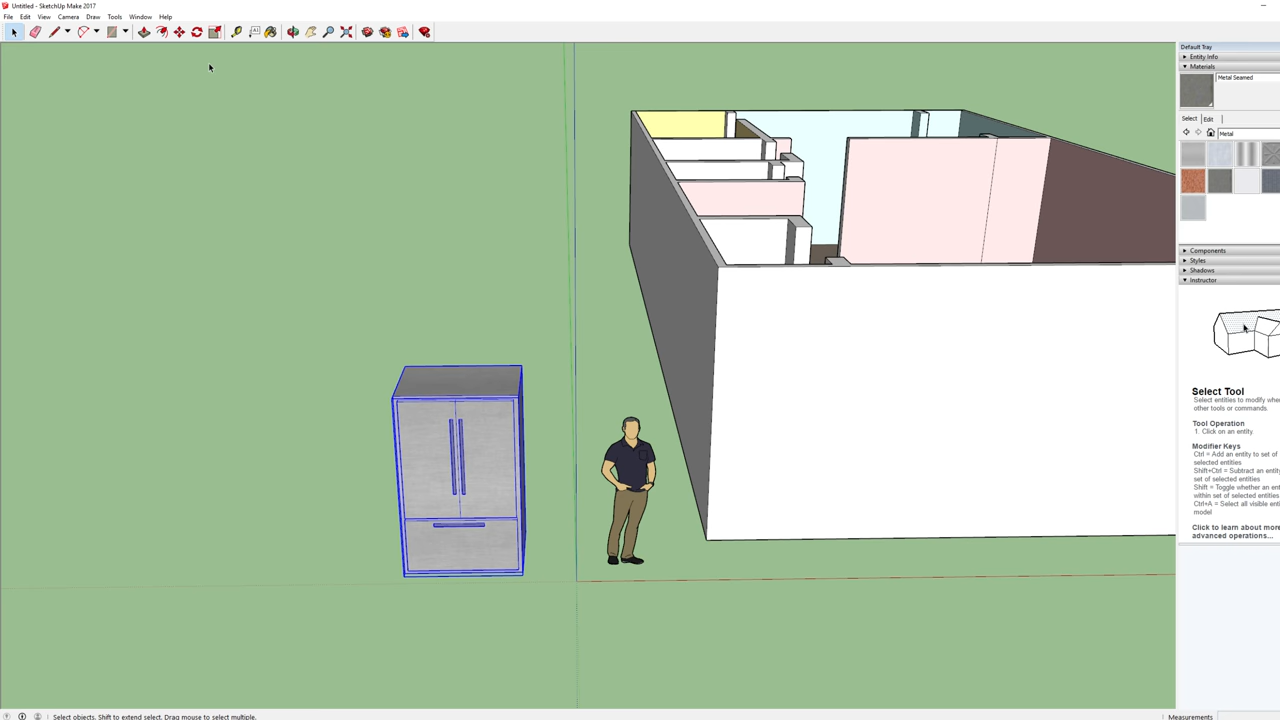 Untitled - SketchUp Make 2017
File Edit View Camera Draw Tools Window Help
Default Tray
Entity Info
Materials
Metal Seamed
Select Edit
Metal
Components
Styles
Shadows
Instructor
Select Tool
Select entities to modify whe
other tools or commands.
Tool Operation
1. Click on an entity.
Modifier Keys
Ctrl = Add an entity to set of
selected entities
Shift+Ctrl = Subtract an entity
set of selected entities
Shift = Toggle whether an ent
within set of selected entities
Ctrl+A = Select all visible enti
model
Click to learn about more
advanced operations...
Select objects. Shift to extend select. Drag mouse to select multiple.
Measurements